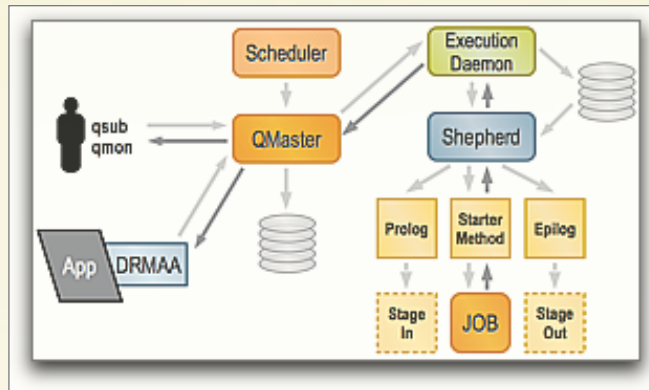 Scheduler
Execution
Daemon
qsub
qmon
QMaster
Shepherd
Prolog
Starter
Method
Epilog
App
DRMAA
Stage
In
JOB
Stage
Out